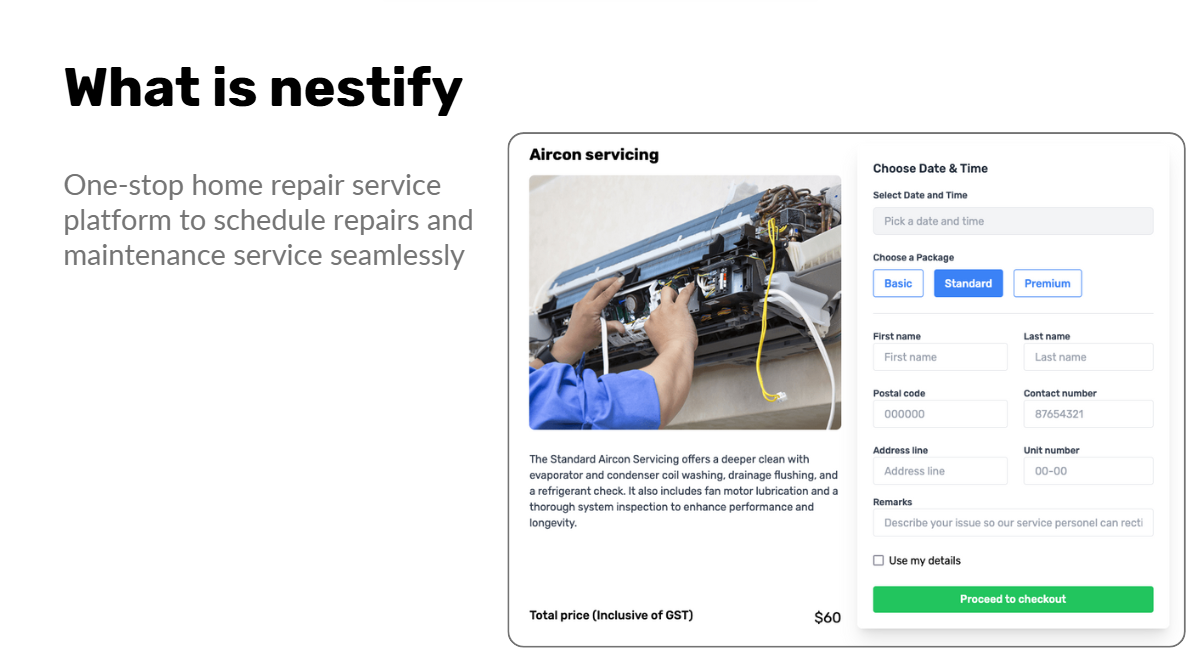 What is nestify
One-stop home repair service
platform to schedule repairs and
maintenance service seamlessly
Aircon servicing
The Standard Aircon Servicing offers a deeper clean with
evaporator and condenser coil washing, drainage flushing, and
a refrigerant check. It also includes fan motor lubrication and a
thorough system inspection to enhance performance and
longevity.
Total price (Inclusive of GST) $60
Choose Date & Time
Select Date and Time
Pick a date and time
Choose a Package
Basic Standard Premium
First name Last name
First name Last name
Postal code Contact number
000000 87654321
Address line Unit number
Address line 00-00
Remarks
Describe your issue so our service personel can recti
Use my details
Proceed to checkout